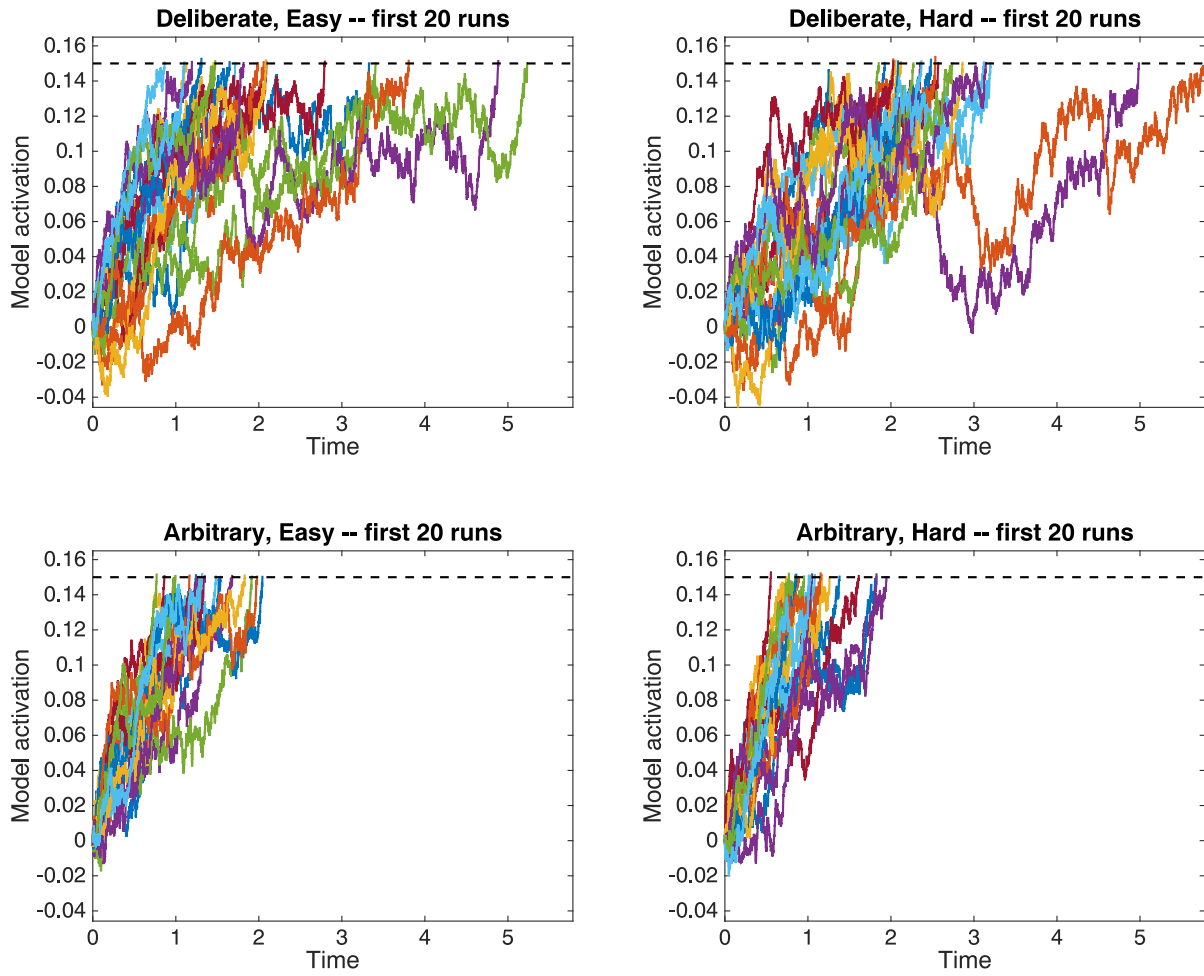 Deliberate, Easy -- first 20 runs
0.16
0.14
0.12
0.1
0.08
0.06
0.04
0.02
0
-0.02
-0.04
Model activation
0 1 2 3 4 5
Time
Deliberate, Hard -- first 20 runs
0.16
0.14
0.12
0.1
0.08
0.06
0.04
0.02
0
-0.02
-0.04
Model activation
0 1 2 3 4 5
Time
Arbitrary, Easy -- first 20 runs
0.16
0.14
0.12
0.1
0.08
0.06
0.04
0.02
0
-0.02
-0.04
Model activation
0 1 2 3 4 5
Time
Arbitrary, Hard -- first 20 runs
0.16
0.14
0.12
0.1
0.08
0.06
0.04
0.02
0
-0.02
-0.04
Model activation
0 1 2 3 4 5
Time